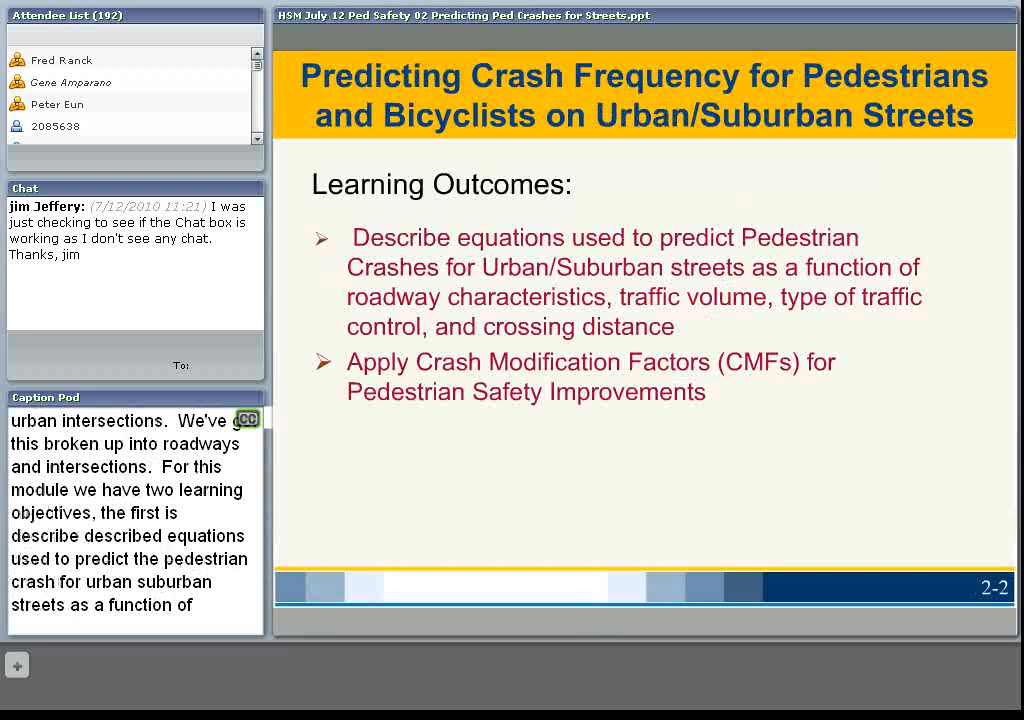 Attendee List (192)
Fred Ranck
Gene Amparano
Peter Eun
2085638
Chat
jim Jeffery: (7/12/2010 11:21) I was
just checking to see if the Chat box is
working as I don't see any chat.
Thanks, jim
To:
Caption Pod
urban intersections. We've
CC
this broken up into roadways
and intersections. For this
module we have two learning
objectives, the first is
describe described equations
used to predict the pedestrian
crash for urban suburban
streets as a function of
HSM July 12 Ped Safety 02 Predicting Ped Crashes for Streets.ppt
Predicting Crash Frequency for Pedestrians
and Bicyclists on Urban/Suburban Streets
Learning Outcomes:
Describe equations used to predict Pedestrian
Crashes for Urban/Suburban streets as a function of
roadway characteristics, traffic volume, type of traffic
control, and crossing distance
Apply Crash Modification Factors (CMFs) for
Pedestrian Safety Improvements
2-2